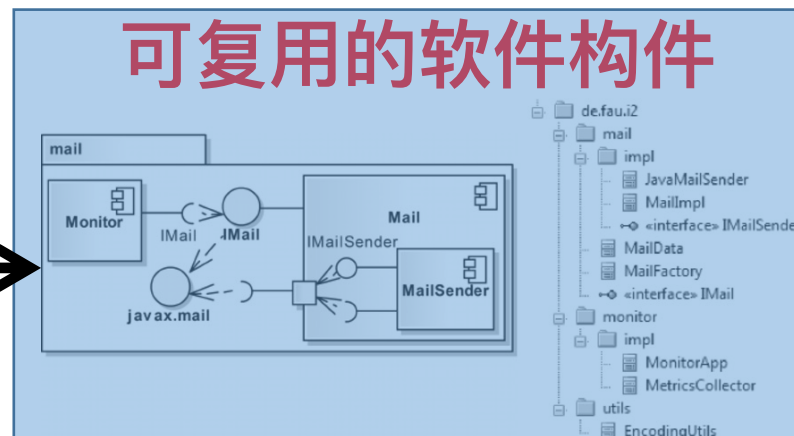 可复用的软件构件
mail
Monitor
IMail
IMail
javax.mail
Mail
IMailSender
MailSender
de.fau.i2
mail
impl
JavaMailSender
MailImpl
«interface» IMailSende
MailData
MailFactory
«interface» IMail
monitor
impl
MonitorApp
MetricsCollector
utils
EncodingUtils